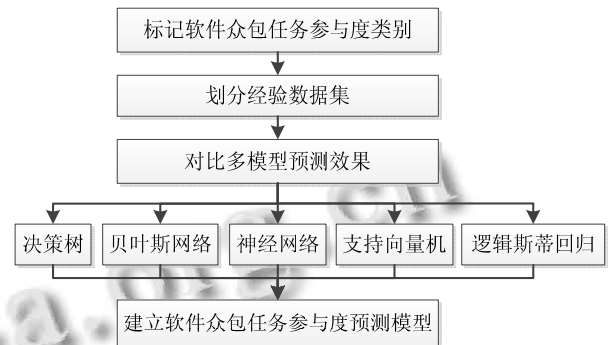 标记软件众包任务参与度类别
划分经验数据集
对比多模型预测效果
决策树
贝叶斯网络
神经网络
支持向量机
逻辑斯蒂回归
建立软件众包任务参与度预测模型